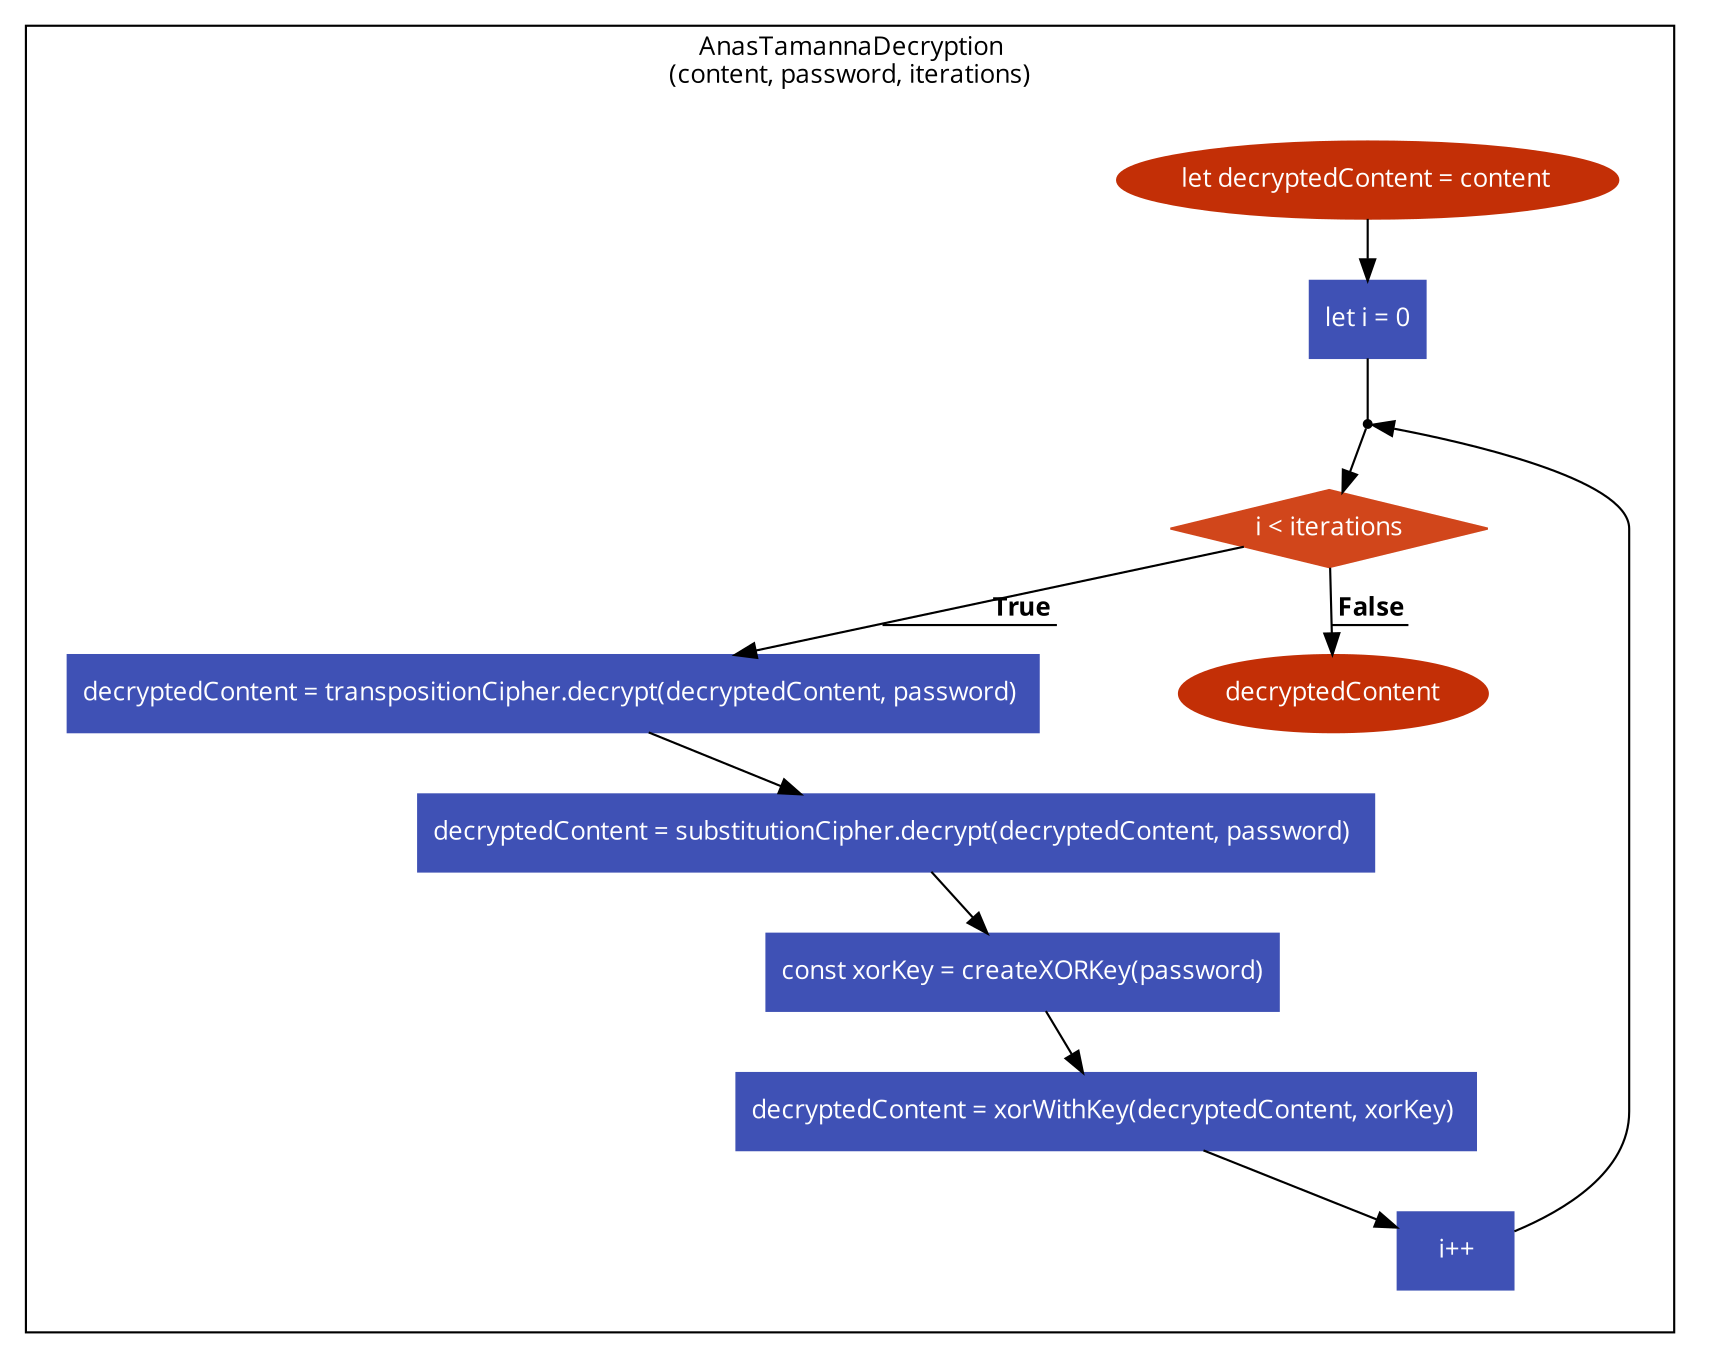 AnasTamannaDecryption
(content, password, iterations)
let decryptedContent = content
let i = 0
i < iterations
True
False
decryptedContent = transpositionCipher.decrypt(decryptedContent, password)
decryptedContent
decryptedContent = substitutionCipher.decrypt(decryptedContent, password)
const xorKey = createXORKey(password)
decryptedContent = xorWithKey(decryptedContent, xorKey)
i++